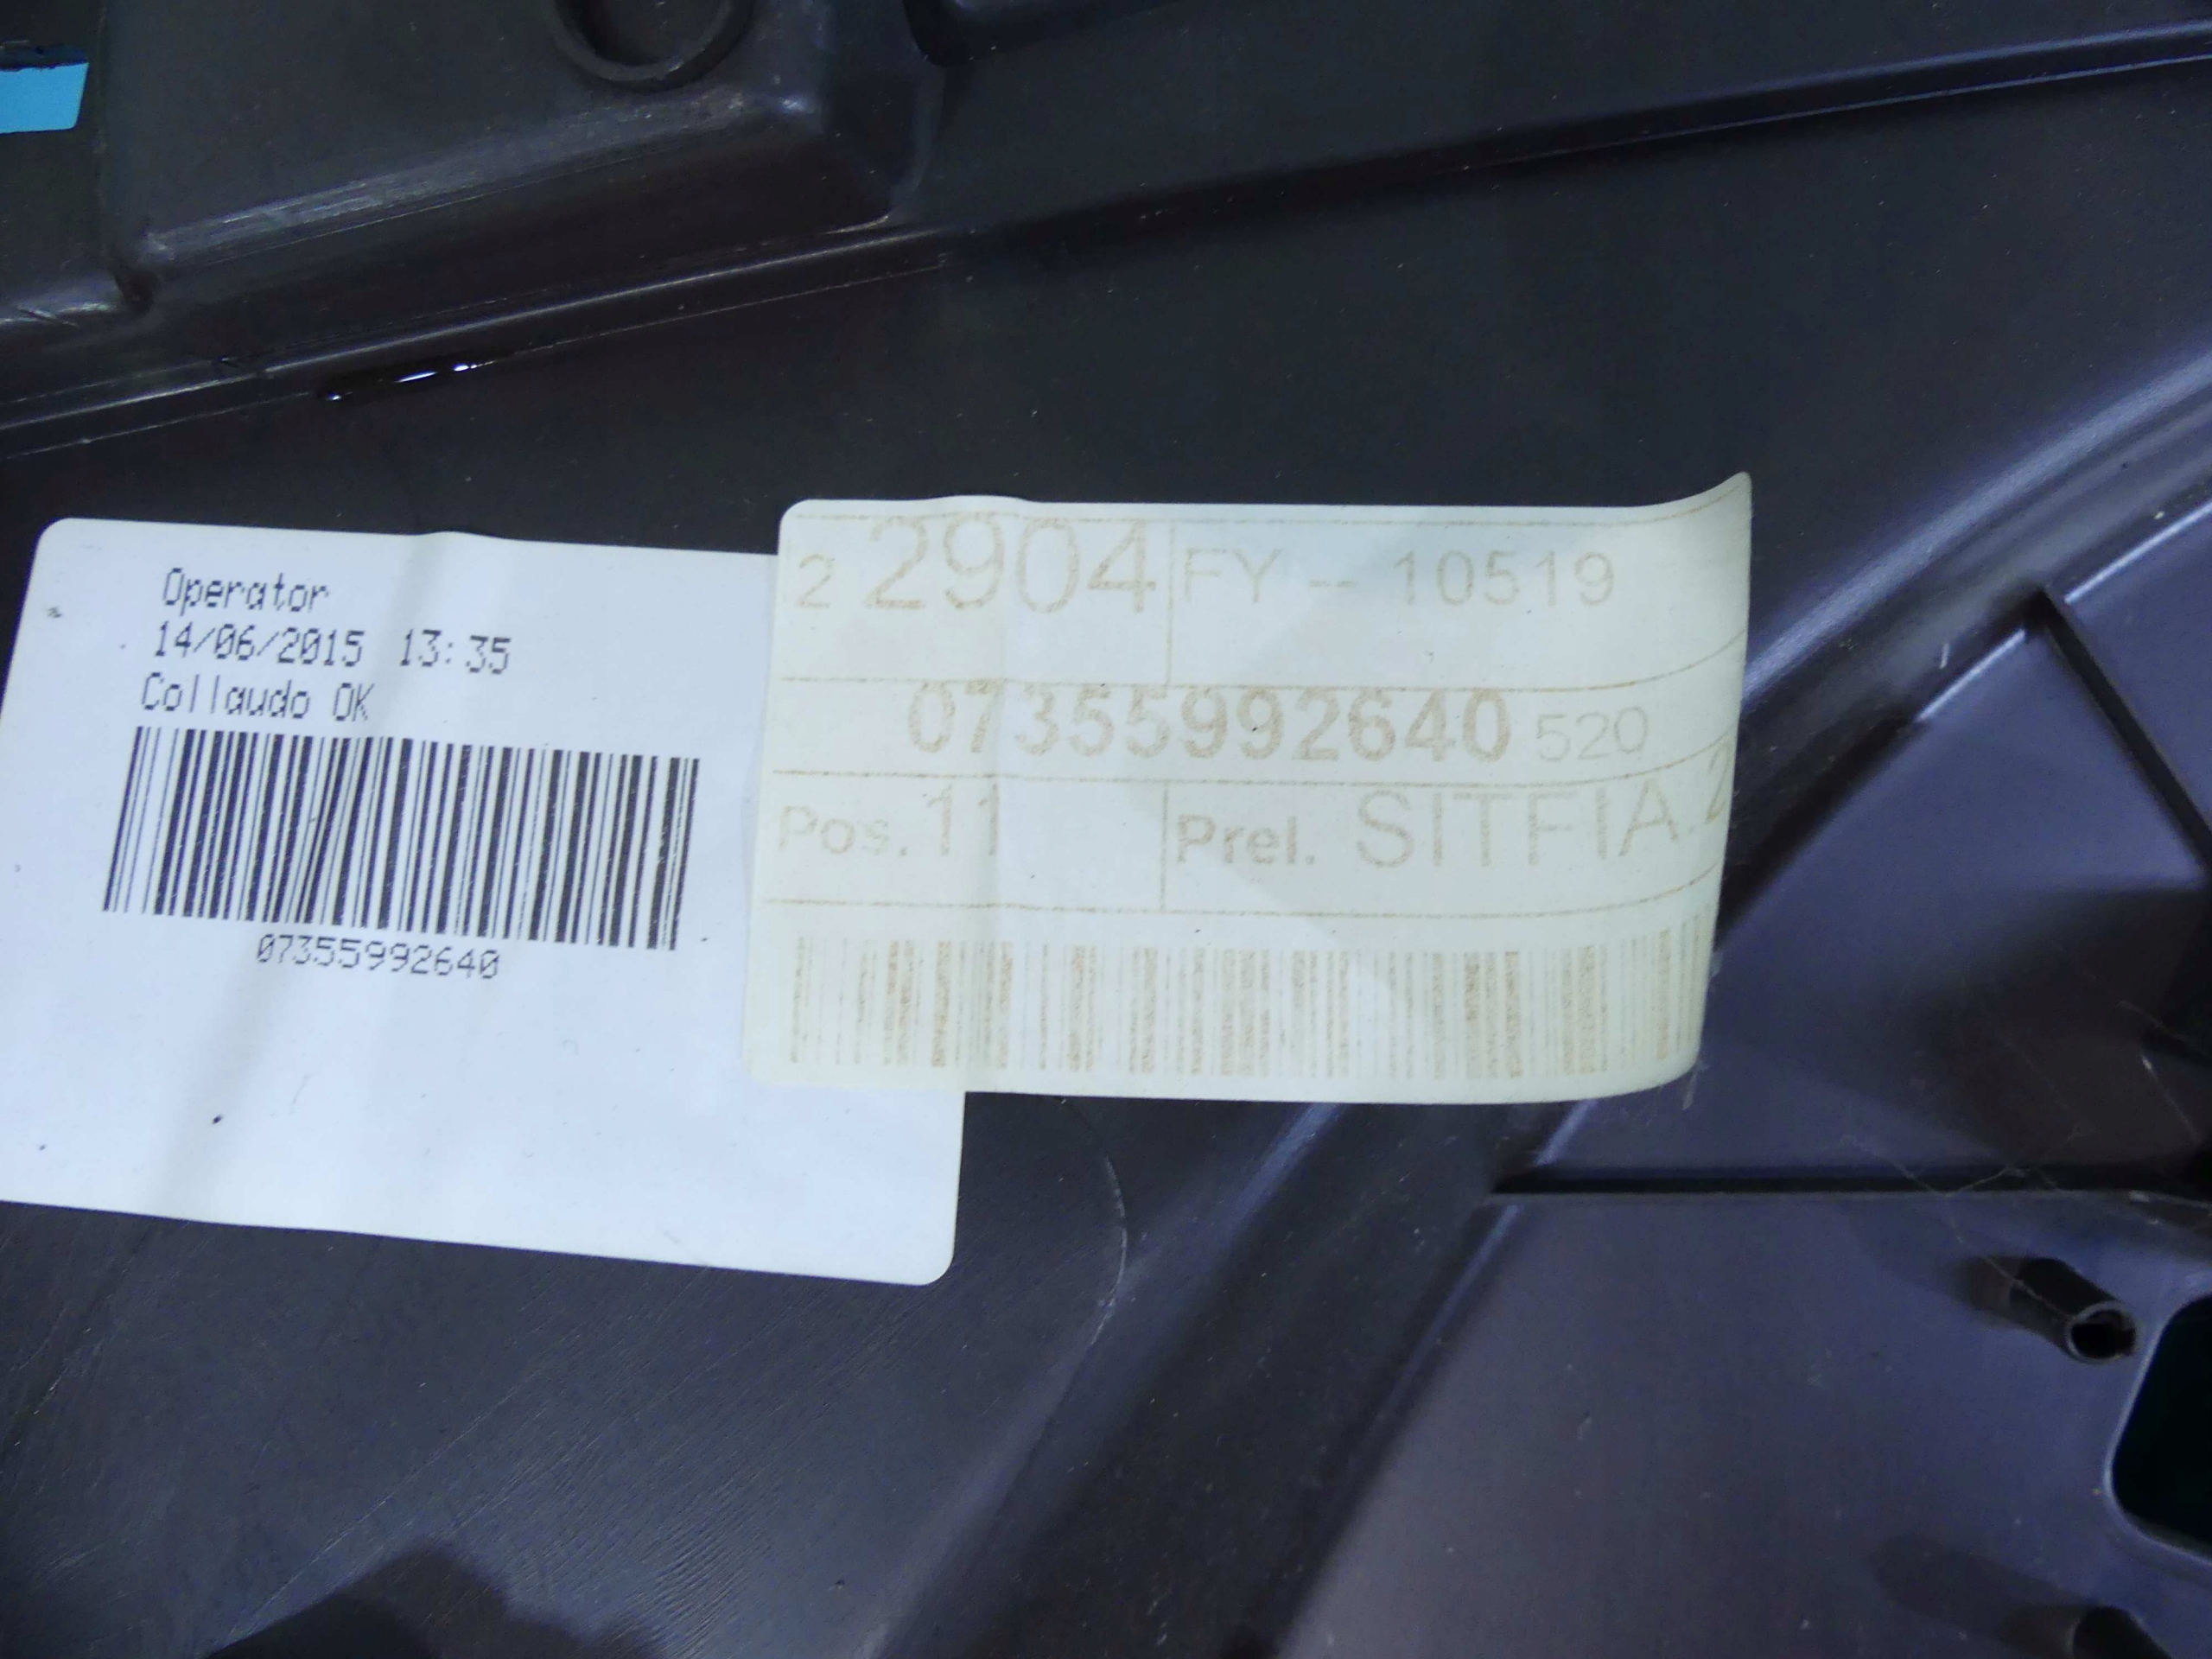 Operator
14/06/2015 13:35
Collaudo OK
07355992640
2 2904 FY -- 10519
07355992640 520
Pos. 11 Prel. SITFIA 2